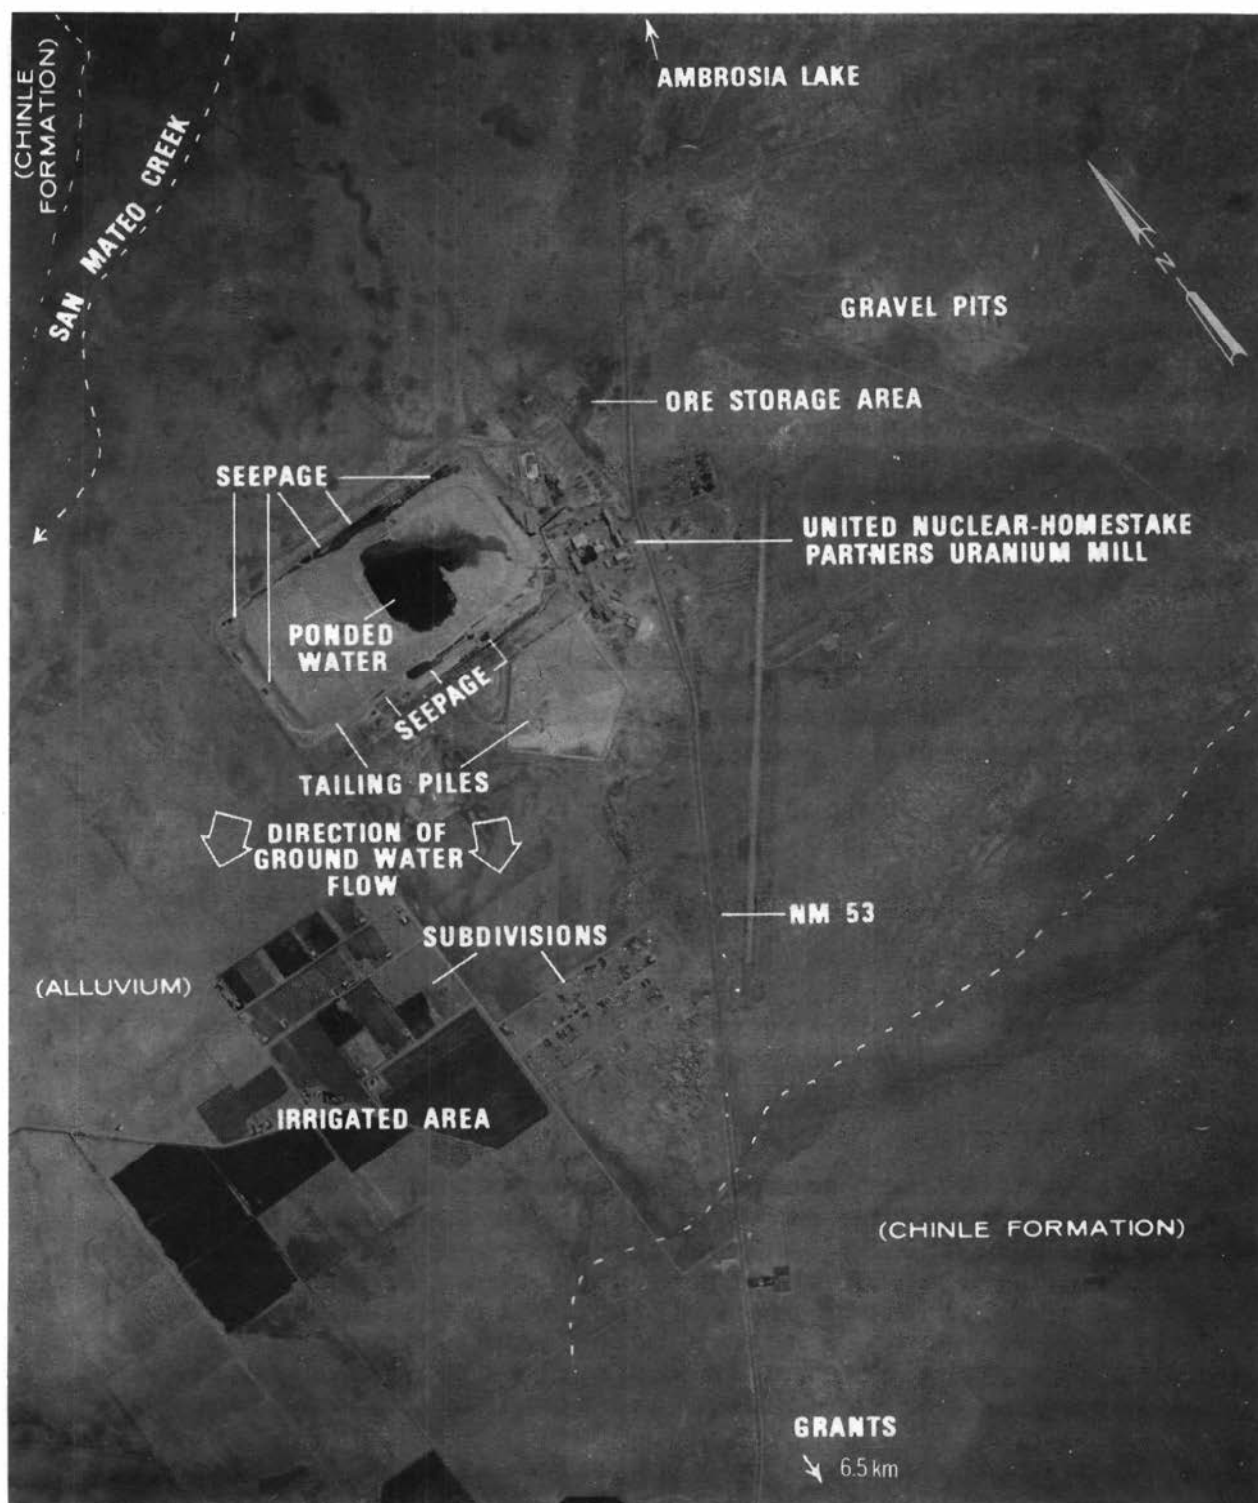 AMBROSIA LAKE
(CHINLE
FORMATION)
SAN MATEO CREEK
N
GRAVEL PITS
ORE STORAGE AREA
SEEPAGE
UNITED NUCLEAR-HOMESTAKE
PARTNERS URANIUM MILL
PONDED
WATER
SEEPAGE
TAILING PILES
DIRECTION OF
GROUND WATER
FLOW
NM 53
SUBDIVISIONS
(ALLUVIUM)
IRRIGATED AREA
(CHINLE FORMATION)
GRANTS
6.5 km